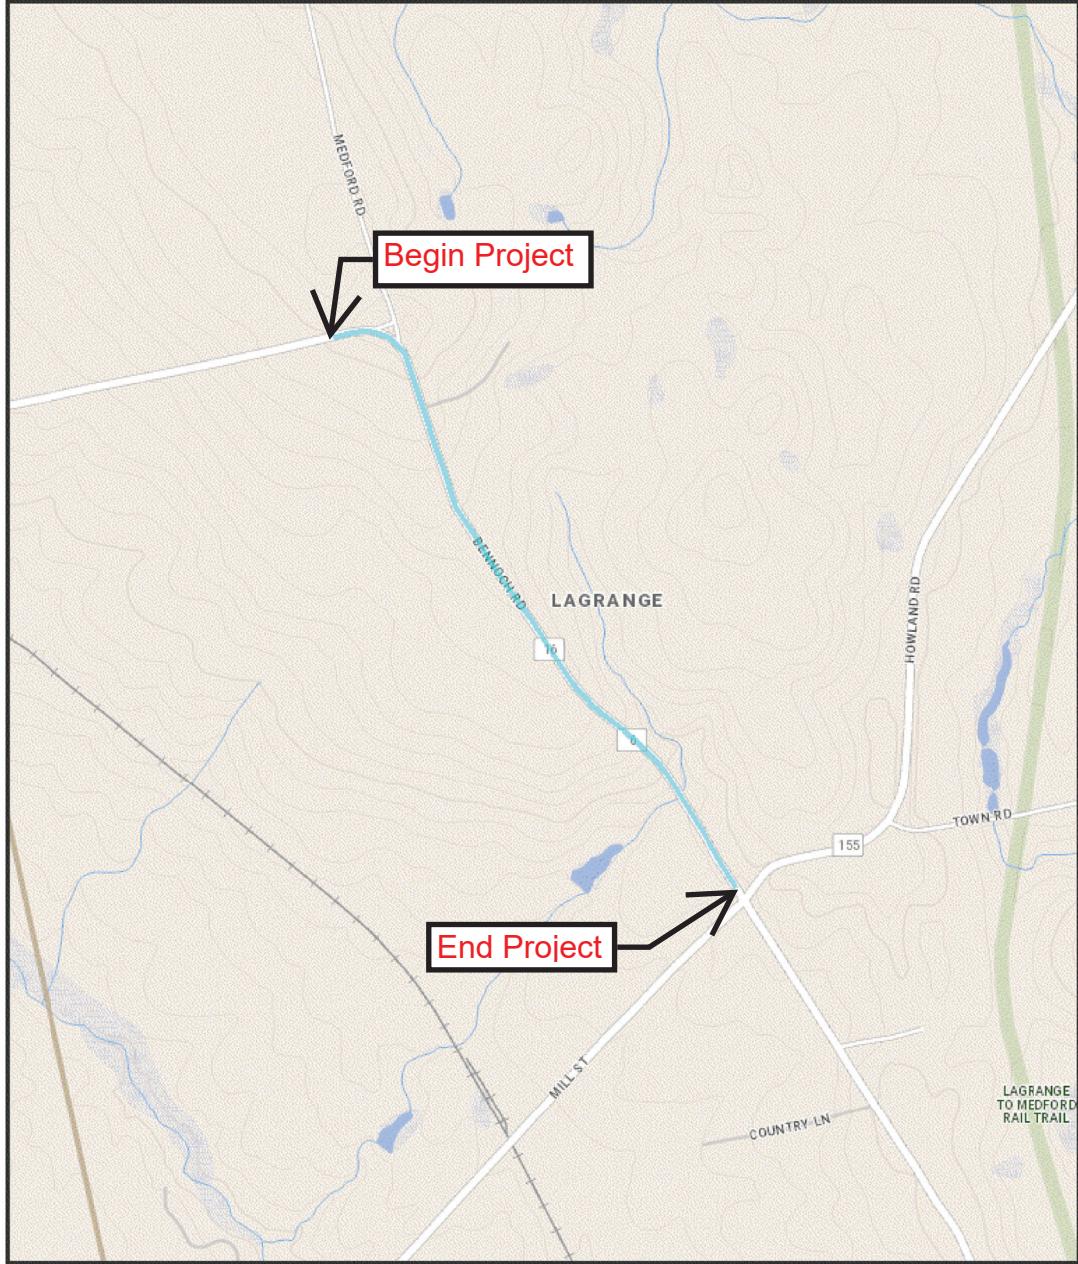 MEDFORD RD
Begin Project
BENNOCH RD
LAGRANGE
16
6
HOWLAND RD
TOWN RD
155
End Project
MILL ST
COUNTRY LN
LAGRANGE
TO MEDFORD
RAIL TRAIL